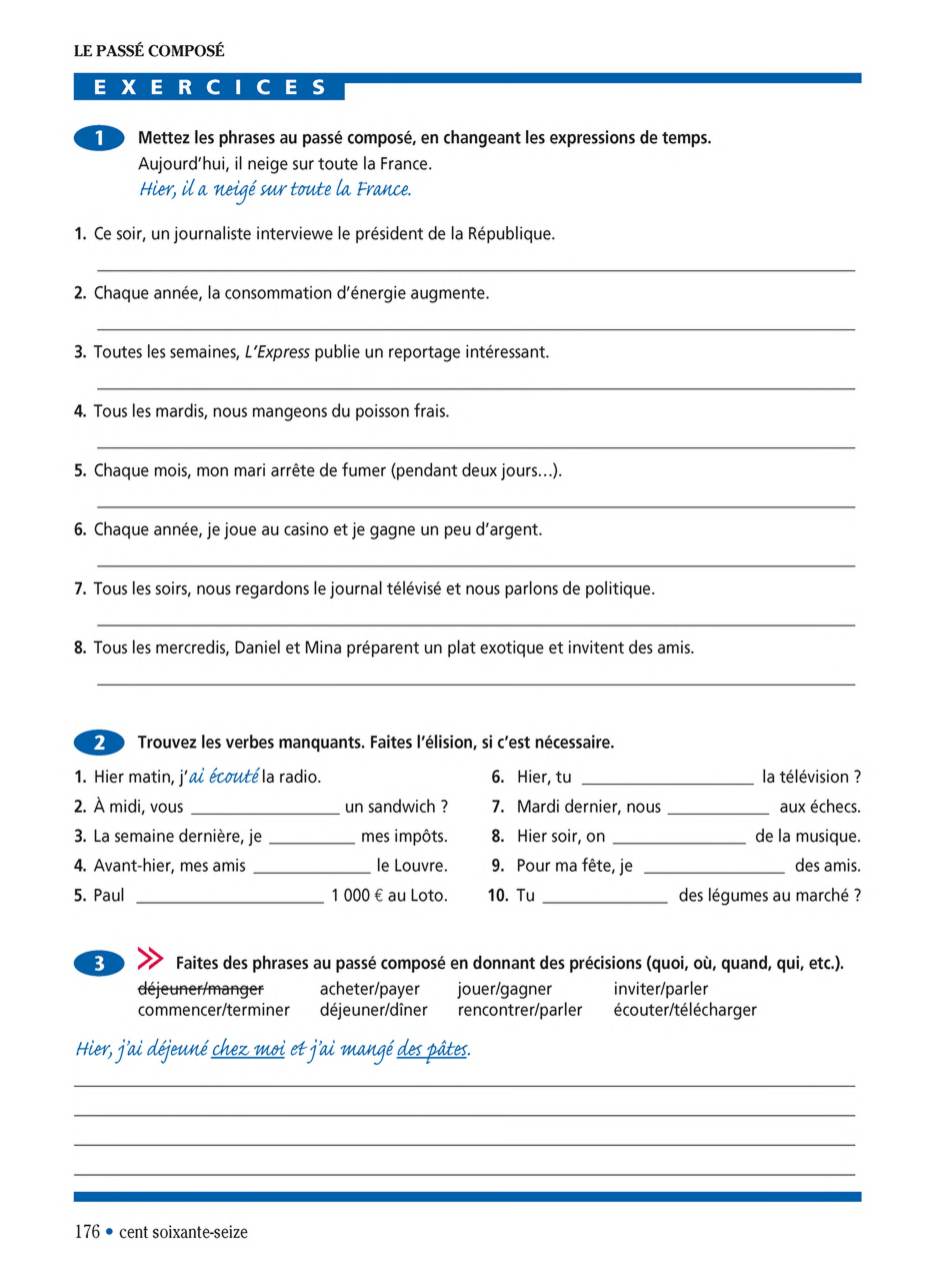 LE PASSÉ COMPOSÉ
EXERCICES
1 Mettez les phrases au passé composé, en changeant les expressions de temps.
Aujourd'hui, il neige sur toute la France.
Hier, il a neigé sur toute la France.
1. Ce soir, un journaliste interviewe le président de la République.
2. Chaque année, la consommation d'énergie augmente.
3. Toutes les semaines, L'Express publie un reportage intéressant.
4. Tous les mardis, nous mangeons du poisson frais.
5. Chaque mois, mon mari arrête de fumer (pendant deux jours…).
6. Chaque année, je joue au casino et je gagne un peu d'argent.
7. Tous les soirs, nous regardons le journal télévisé et nous parlons de politique.
8. Tous les mercredis, Daniel et Mina préparent un plat exotique et invitent des amis.
2 Trouvez les verbes manquants. Faites l'élision, si c'est nécessaire.
1. Hier matin, j'ai écouté la radio.
2. À midi, vous ________ un sandwich ?
3. La semaine dernière, je ________ mes impôts.
4. Avant-hier, mes amis ________ le Louvre.
5. Paul ________ 1 000 € au Loto.
6. Hier, tu ________ la télévision ?
7. Mardi dernier, nous ________ aux échecs.
8. Hier soir, on ________ de la musique.
9. Pour ma fête, je ________ des amis.
10. Tu ________ des légumes au marché ?
3 >> Faites des phrases au passé composé en donnant des précisions (quoi, où, quand, qui, etc.).
déjeuner/manger acheter/payer jouer/gagner inviter/parler
commencer/terminer déjeuner/dîner rencontrer/parler écouter/télécharger
Hier, j'ai déjeuné chez moi et j'ai mangé des pâtes.
176 • cent soixante-seize